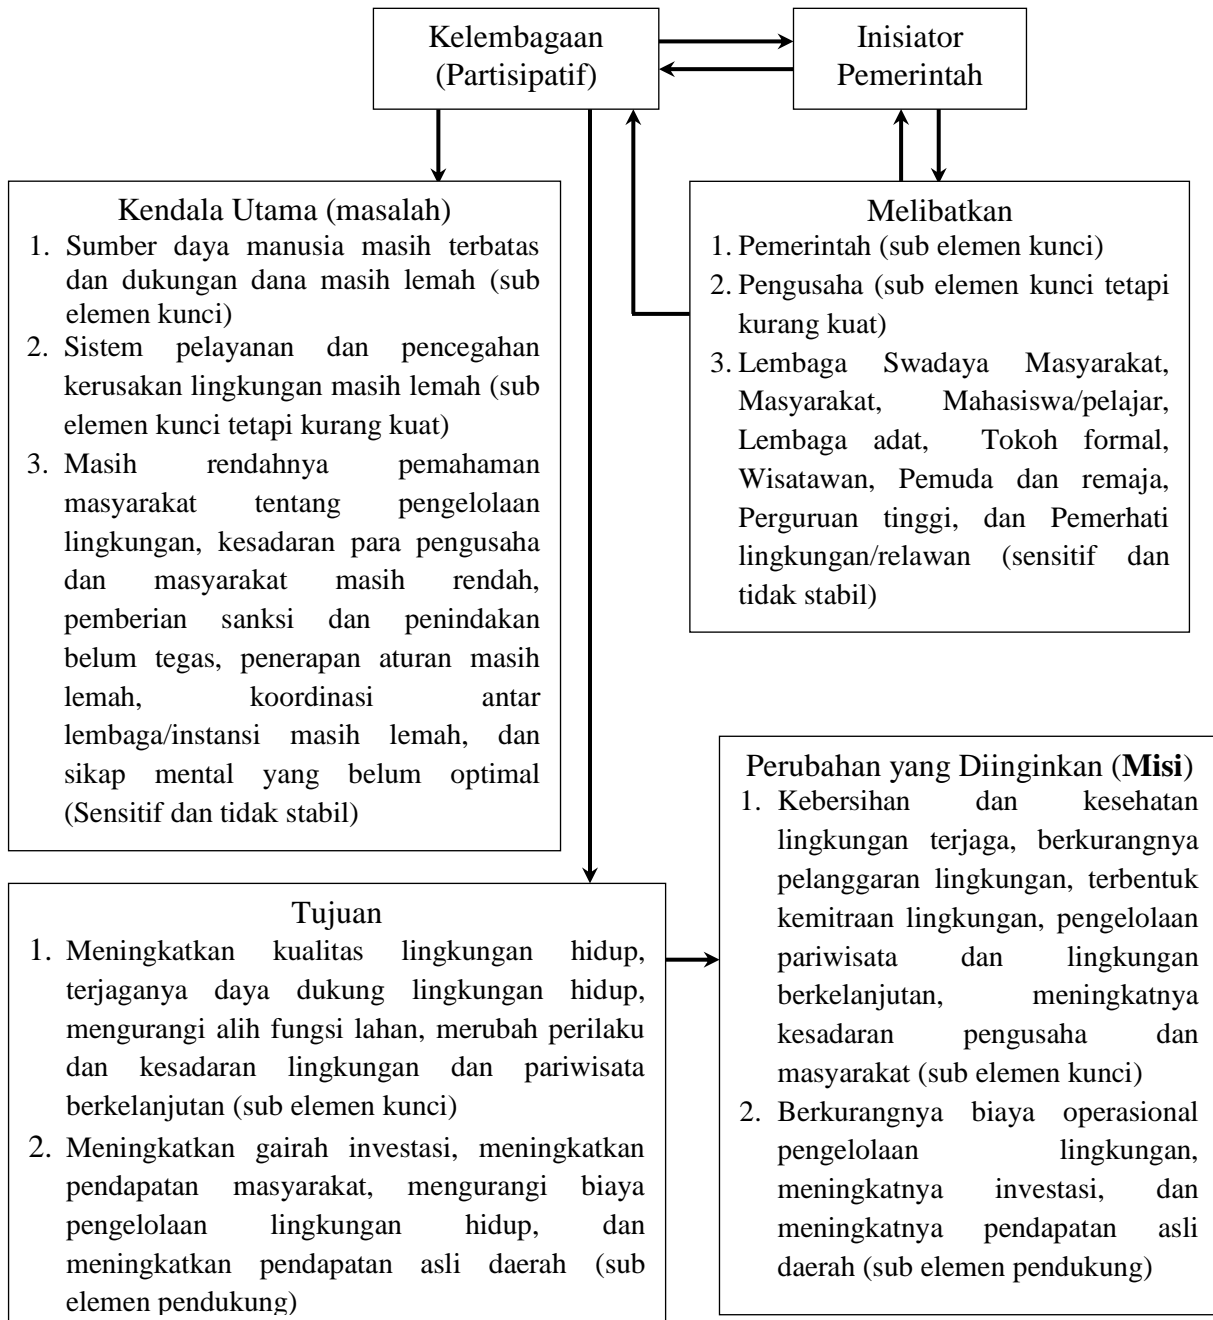 Kelembagaan
(Partisipatif)
Inisiator
Pemerintah
Kendala Utama (masalah)
1. Sumber daya manusia masih terbatas
dan dukungan dana masih lemah (sub
elemen kunci)
2. Sistem pelayanan dan pencegahan
kerusakan lingkungan masih lemah (sub
elemen kunci tetapi kurang kuat)
3. Masih rendahnya pemahaman
masyarakat tentang pengelolaan
lingkungan, kesadaran para pengusaha
dan masyarakat masih rendah,
pemberian sanksi dan penindakan
belum tegas, penerapan aturan masih
lemah, koordinasi antar
lembaga/instansi masih lemah, dan
sikap mental yang belum optimal
(Sensitif dan tidak stabil)
Melibatkan
1. Pemerintah (sub elemen kunci)
2. Pengusaha (sub elemen kunci tetapi
kurang kuat)
3. Lembaga Swadaya Masyarakat,
Masyarakat, Mahasiswa/pelajar,
Lembaga adat, Tokoh formal,
Wisatawan, Pemuda dan remaja,
Perguruan tinggi, dan Pemerhati
lingkungan/relawan (sensitif dan
tidak stabil)
Tujuan
1. Meningkatkan kualitas lingkungan hidup,
terjaganya daya dukung lingkungan hidup,
mengurangi alih fungsi lahan, merubah perilaku
dan kesadaran lingkungan dan pariwisata
berkelanjutan (sub elemen kunci)
2. Meningkatkan gairah investasi, meningkatkan
pendapatan masyarakat, mengurangi biaya
pengelolaan lingkungan hidup, dan
meningkatkan pendapatan asli daerah (sub
elemen pendukung)
Perubahan yang Diinginkan (Misi)
1. Kebersihan dan kesehatan
lingkungan terjaga, berkurangnya
pelanggaran lingkungan, terbentuk
kemitraan lingkungan, pengelolaan
pariwisata dan lingkungan
berkelanjutan, meningkatnya
kesadaran pengusaha dan
masyarakat (sub elemen kunci)
2. Berkurangnya biaya operasional
pengelolaan lingkungan,
meningkatnya investasi, dan
meningkatnya pendapatan asli
daerah (sub elemen pendukung)